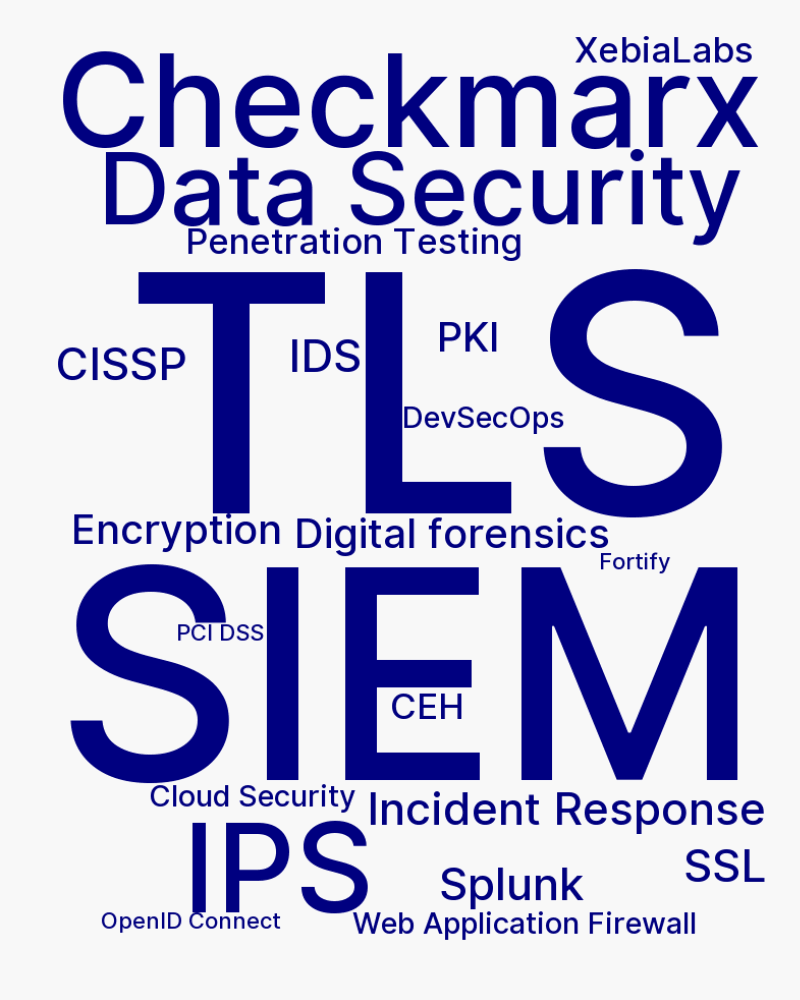 XebiaLabs
Checkmarx
Data Security
Penetration Testing
TLS
CISSP
IDS
PKI
DevSecOps
Encryption
Digital forensics
Fortify
SIEM
PCI DSS
CEH
Cloud Security
Incident Response
IPS
SSL
Splunk
OpenID Connect
Web Application Firewall